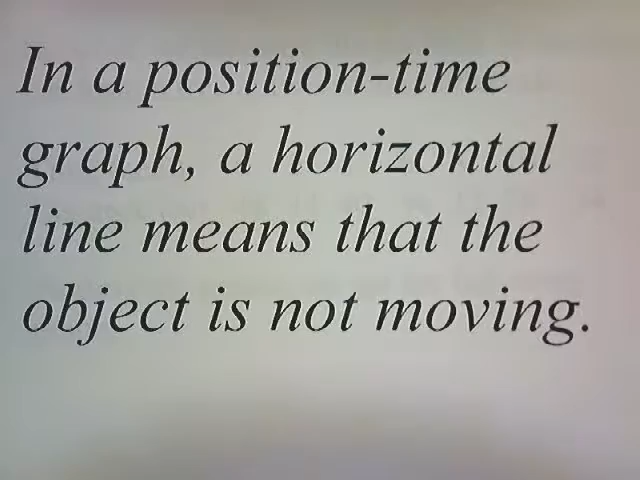 In a position-time
graph, a horizontal
line means that the
object is not moving.